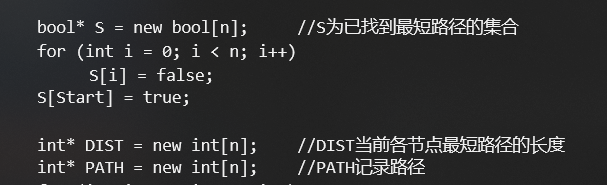 bool* S = new bool[n];     //S为已找到最短路径的集合
for (int i = 0; i < n; i++)
S[i] = false;
S[Start] = true;
int* DIST = new int[n];    //DIST当前各节点最短路径的长度
int* PATH = new int[n];    //PATH记录路径